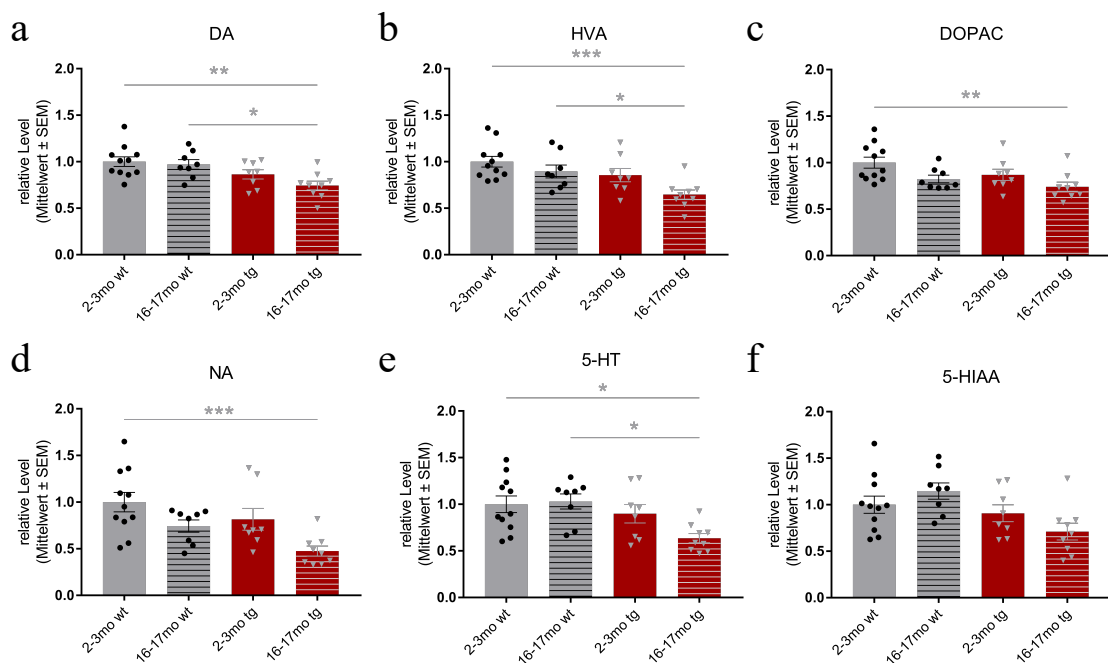 a
DA
relative Level
(Mittelwert ± SEM)
2.0
1.5
1.0
0.5
0.0
**
*
2-3mo wt
16-17mo wt
2-3mo tg
16-17mo tg
b
HVA
relative Level
(Mittelwert ± SEM)
2.0
1.5
1.0
0.5
0.0
***
*
2-3mo wt
16-17mo wt
2-3mo tg
16-17mo tg
c
DOPAC
relative Level
(Mittelwert ± SEM)
2.0
1.5
1.0
0.5
0.0
**
2-3mo wt
16-17mo wt
2-3mo tg
16-17mo tg
d
NA
relative Level
(Mittelwert ± SEM)
2.0
1.5
1.0
0.5
0.0
***
2-3mo wt
16-17mo wt
2-3mo tg
16-17mo tg
e
5-HT
relative Level
(Mittelwert ± SEM)
2.0
1.5
1.0
0.5
0.0
*
*
2-3mo wt
16-17mo wt
2-3mo tg
16-17mo tg
f
5-HIAA
relative Level
(Mittelwert ± SEM)
2.0
1.5
1.0
0.5
0.0
2-3mo wt
16-17mo wt
2-3mo tg
16-17mo tg